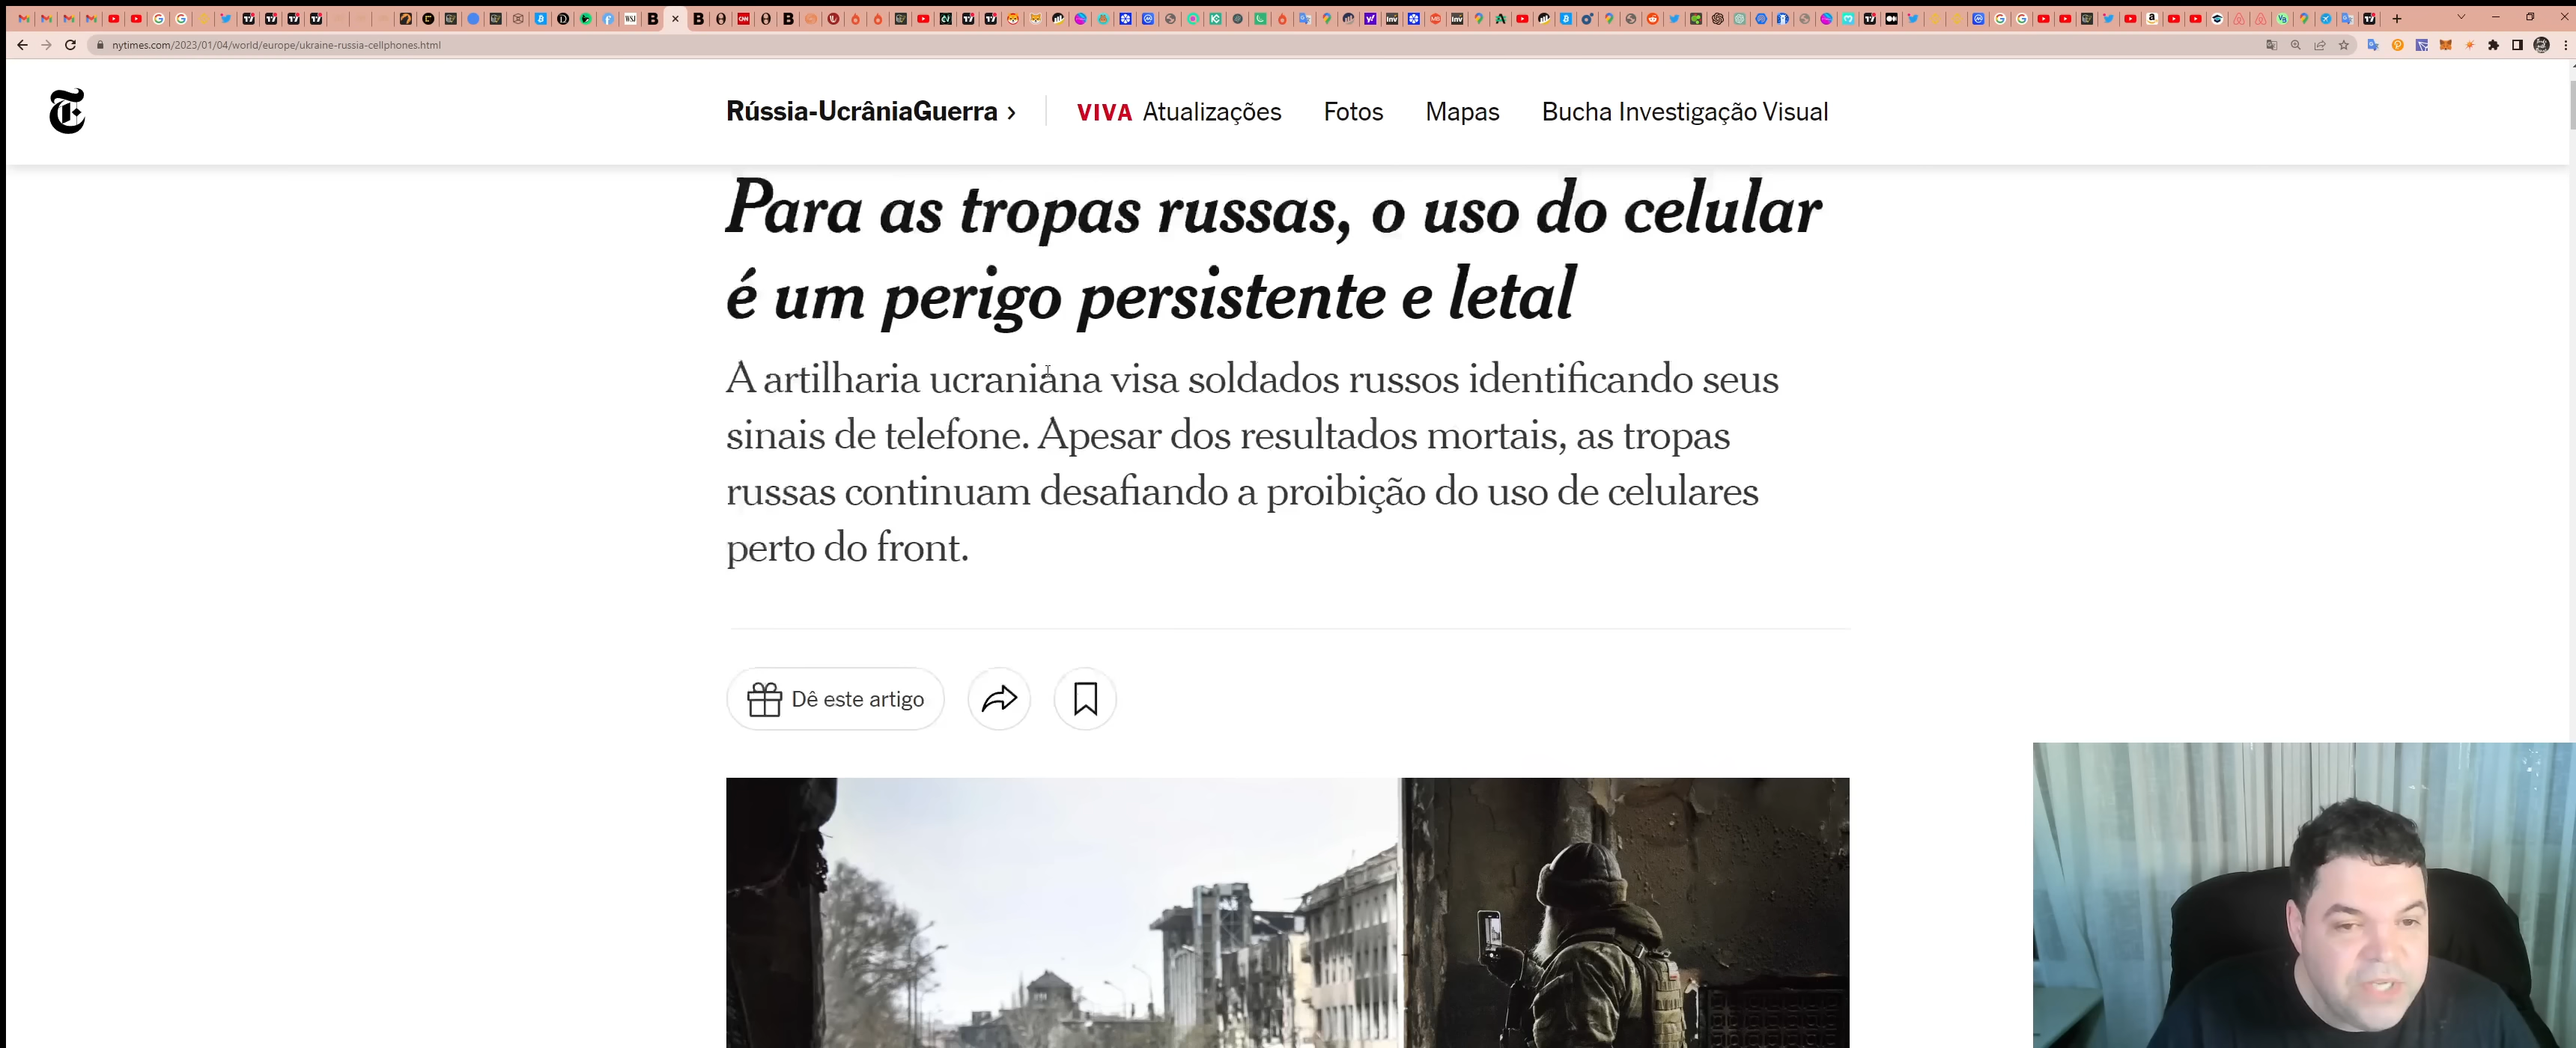 nytimes.com/2023/01/04/world/europe/ukraine-russia-cellphones.html
Rússia-UcrâniaGuerra
VIVA Atualizações Fotos Mapas Bucha Investigação Visual
Para as tropas russas, o uso do celular
é um perigo persistente e letal
A artilharia ucraniana visa soldados russos identificando seus
sinais de telefone. Apesar dos resultados mortais, as tropas
russas continuam desafiando a proibição do uso de celulares
perto do front.
Dê este artigo